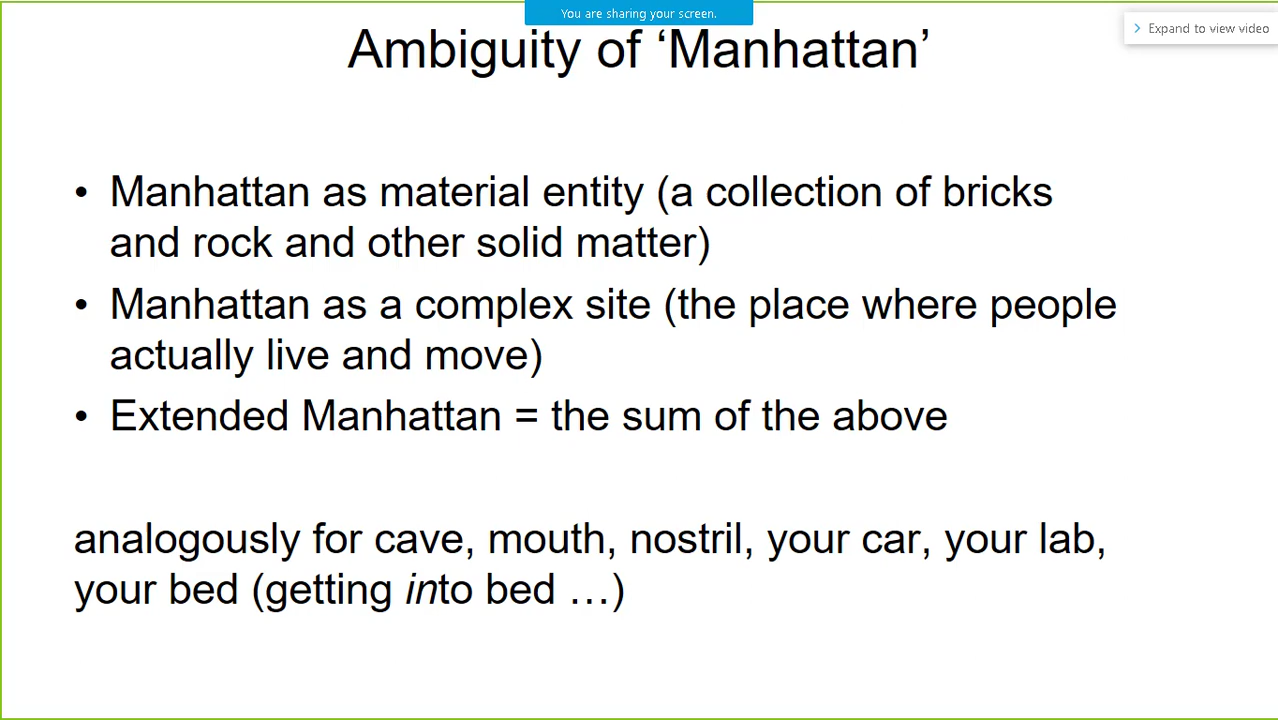 You are sharing your screen.
Expand to view video
Ambiguity of ‘Manhattan’
• Manhattan as material entity (a collection of bricks
and rock and other solid matter)
• Manhattan as a complex site (the place where people
actually live and move)
• Extended Manhattan = the sum of the above
analogously for cave, mouth, nostril, your car, your lab,
your bed (getting into bed …)